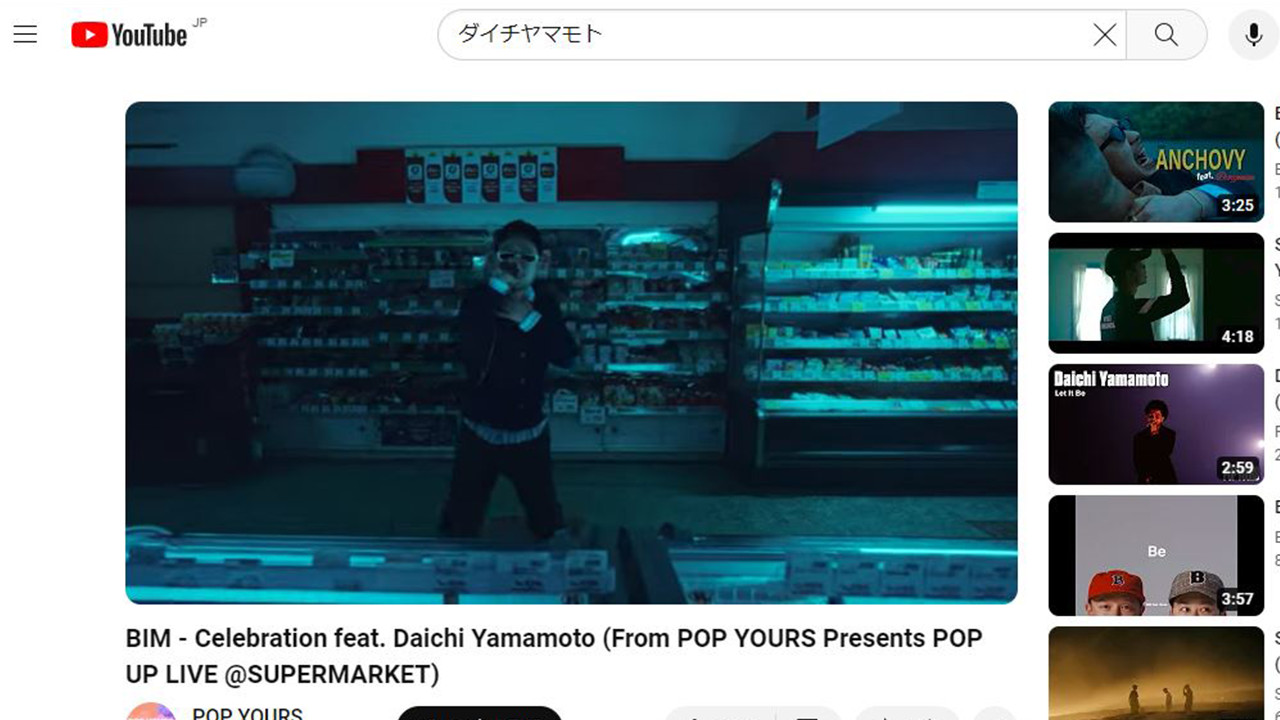 YouTube JP
ダイチヤマモト
ANCHOVY
feat.
3:25
4:18
Daichi Yamamoto
Let It Be
2:59
Be
B
B
3:57
BIM - Celebration feat. Daichi Yamamoto (From POP YOURS Presents POP
UP LIVE @SUPERMARKET)
POP YOURS